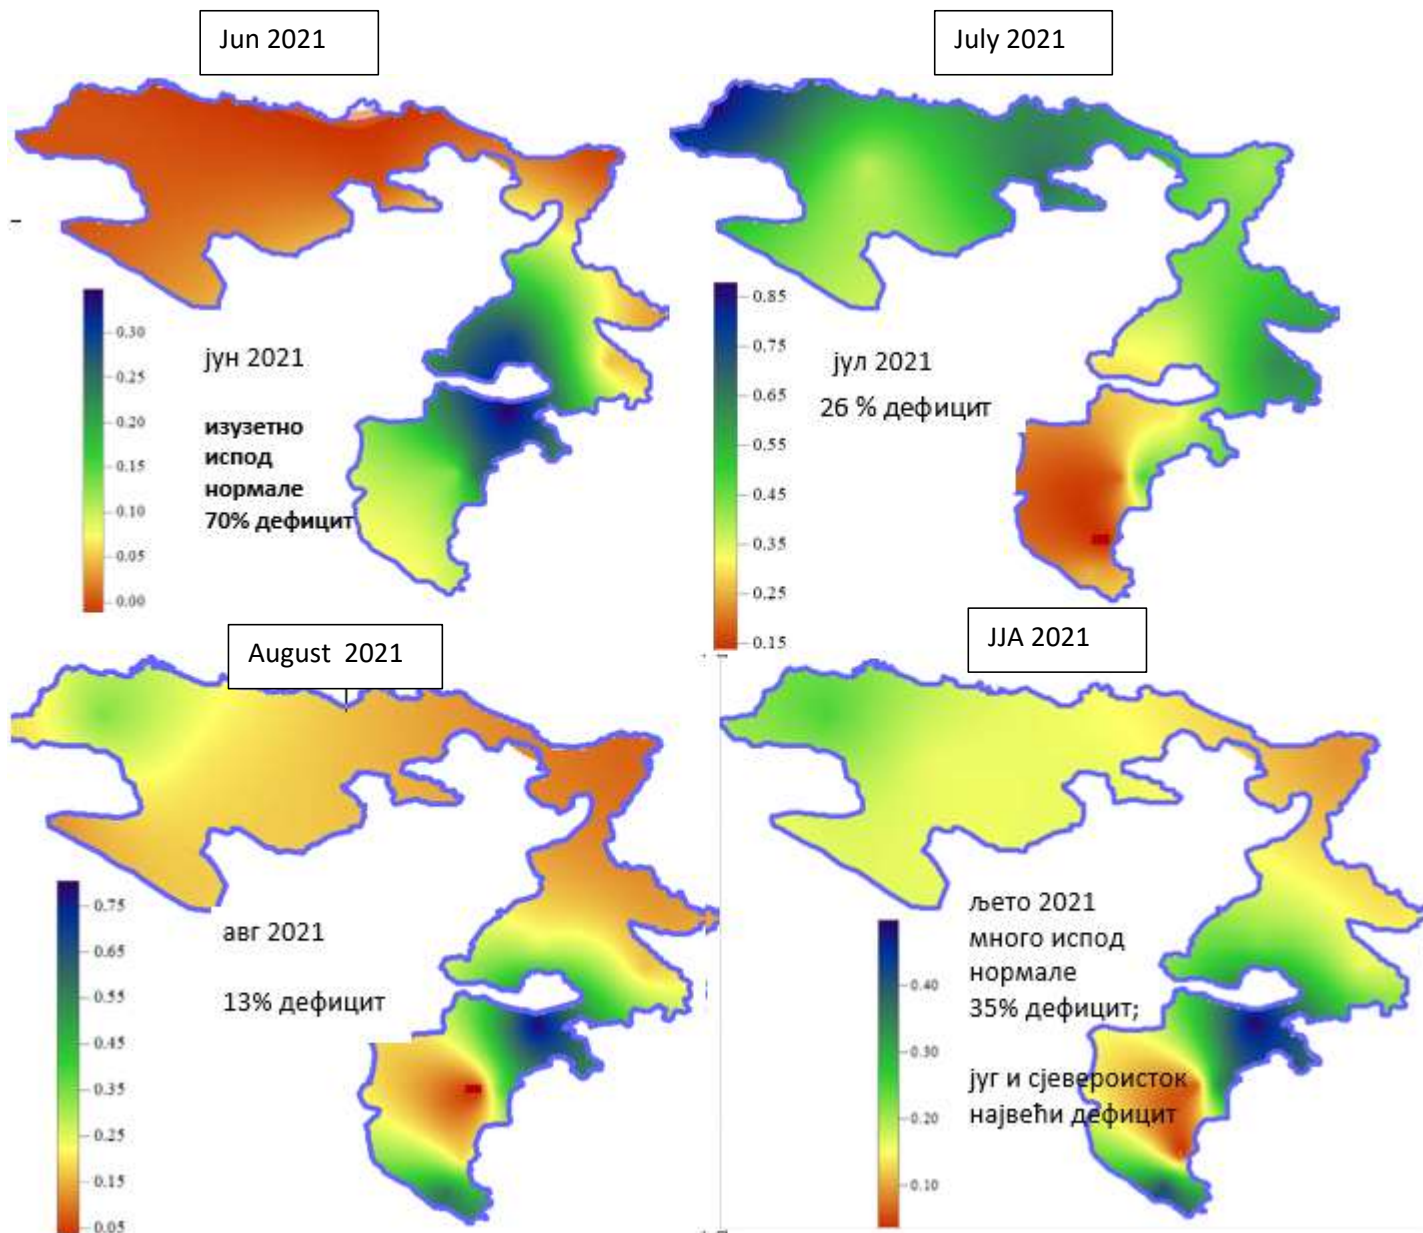 Jun 2021
0.30
0.25
0.20
0.15
0.10
0.05
0.00
јун 2021
изузетно
испод
нормале
70% дефицит
July 2021
0.85
0.75
0.65
0.55
0.45
0.35
0.25
0.15
јул 2021
26 % дефицит
August 2021
0.75
0.65
0.55
0.45
0.35
0.25
0.15
0.05
авг 2021
13% дефицит
JJA 2021
0.40
0.30
0.20
0.10
љето 2021
много испод
нормале
35% дефицит;
југ и сјевероисток
највећи дефицит